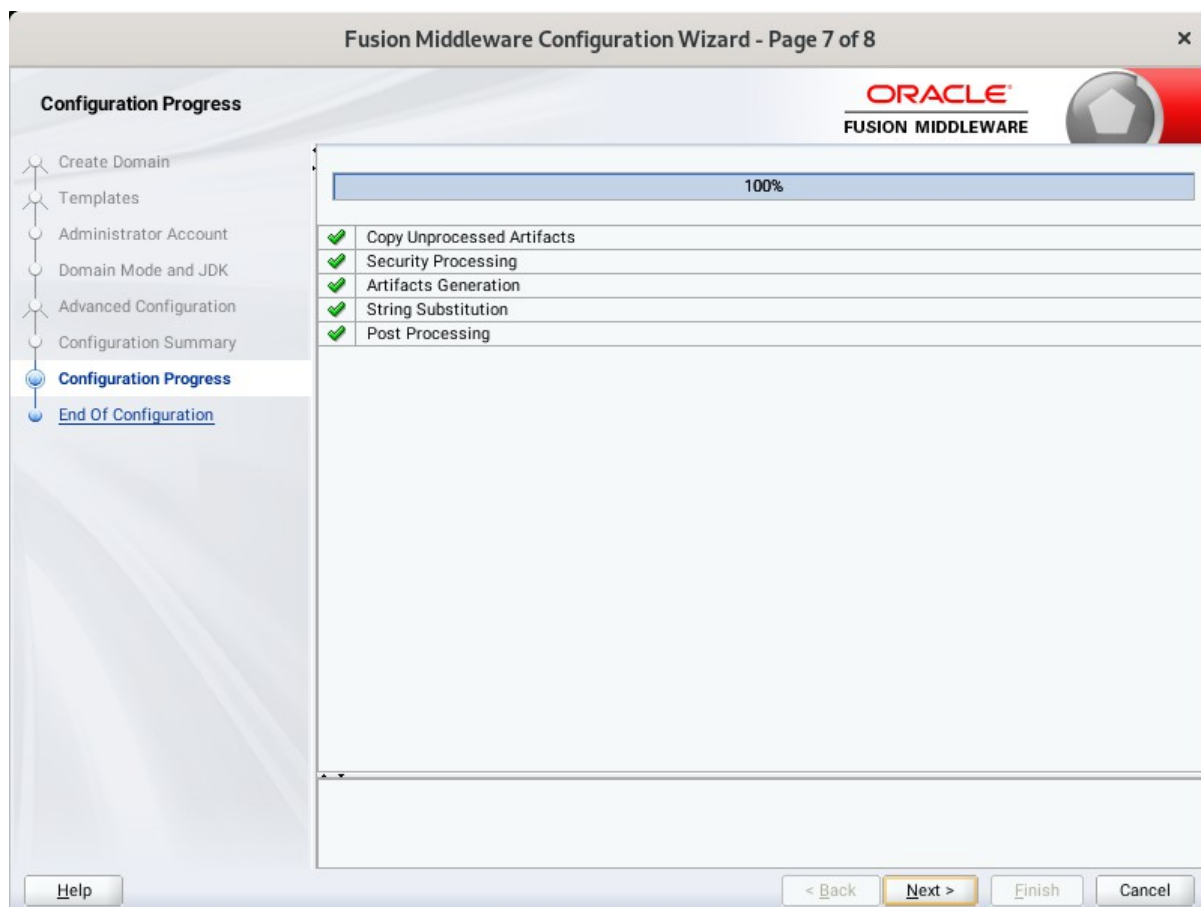 Fusion Middleware Configuration Wizard - Page 7 of 8
×
Configuration Progress
ORACLE
FUSION MIDDLEWARE
Create Domain
Templates
Administrator Account
Domain Mode and JDK
Advanced Configuration
Configuration Summary
Configuration Progress
End Of Configuration
100%
Copy Unprocessed Artifacts
Security Processing
Artifacts Generation
String Substitution
Post Processing
Help
< Back
Next >
Finish
Cancel